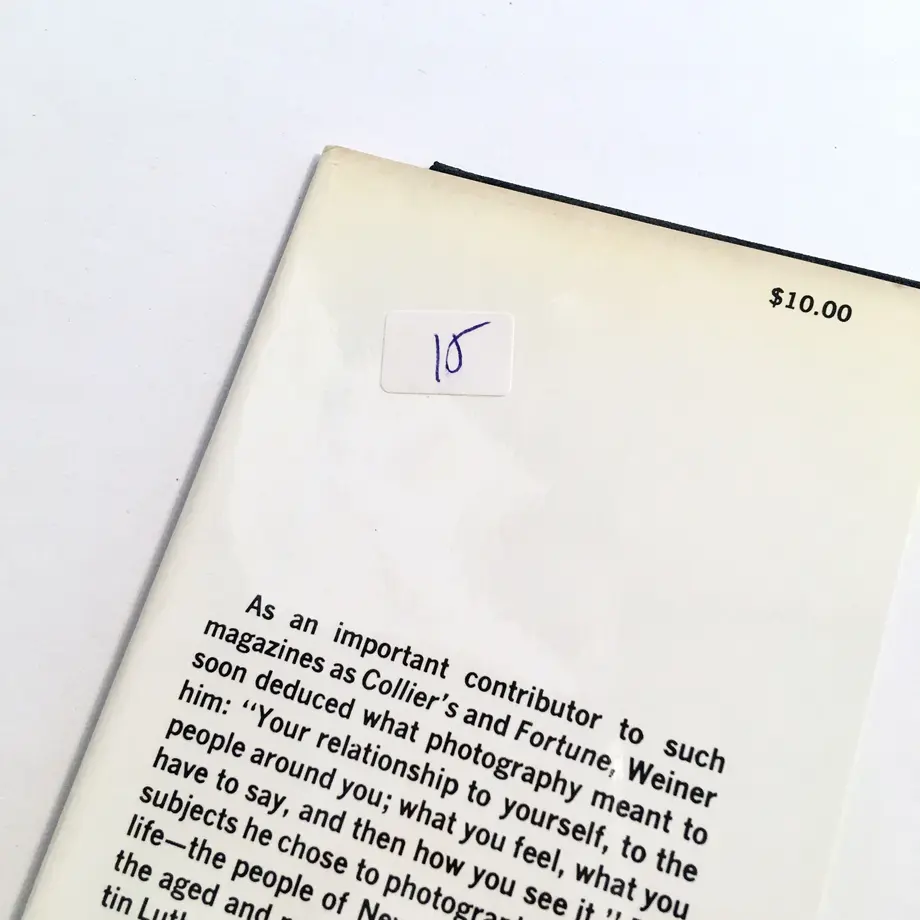 $10.00
15
As an important contributor to such
magazines as Collier's and Fortune, Weiner
soon deduced what photography meant to
him: “Your relationship to yourself, to the
people around you; what you feel, what you
have to say, and then how you see it.”
subjects he chose to photograph
life—the people of New
the aged and
tin Luth